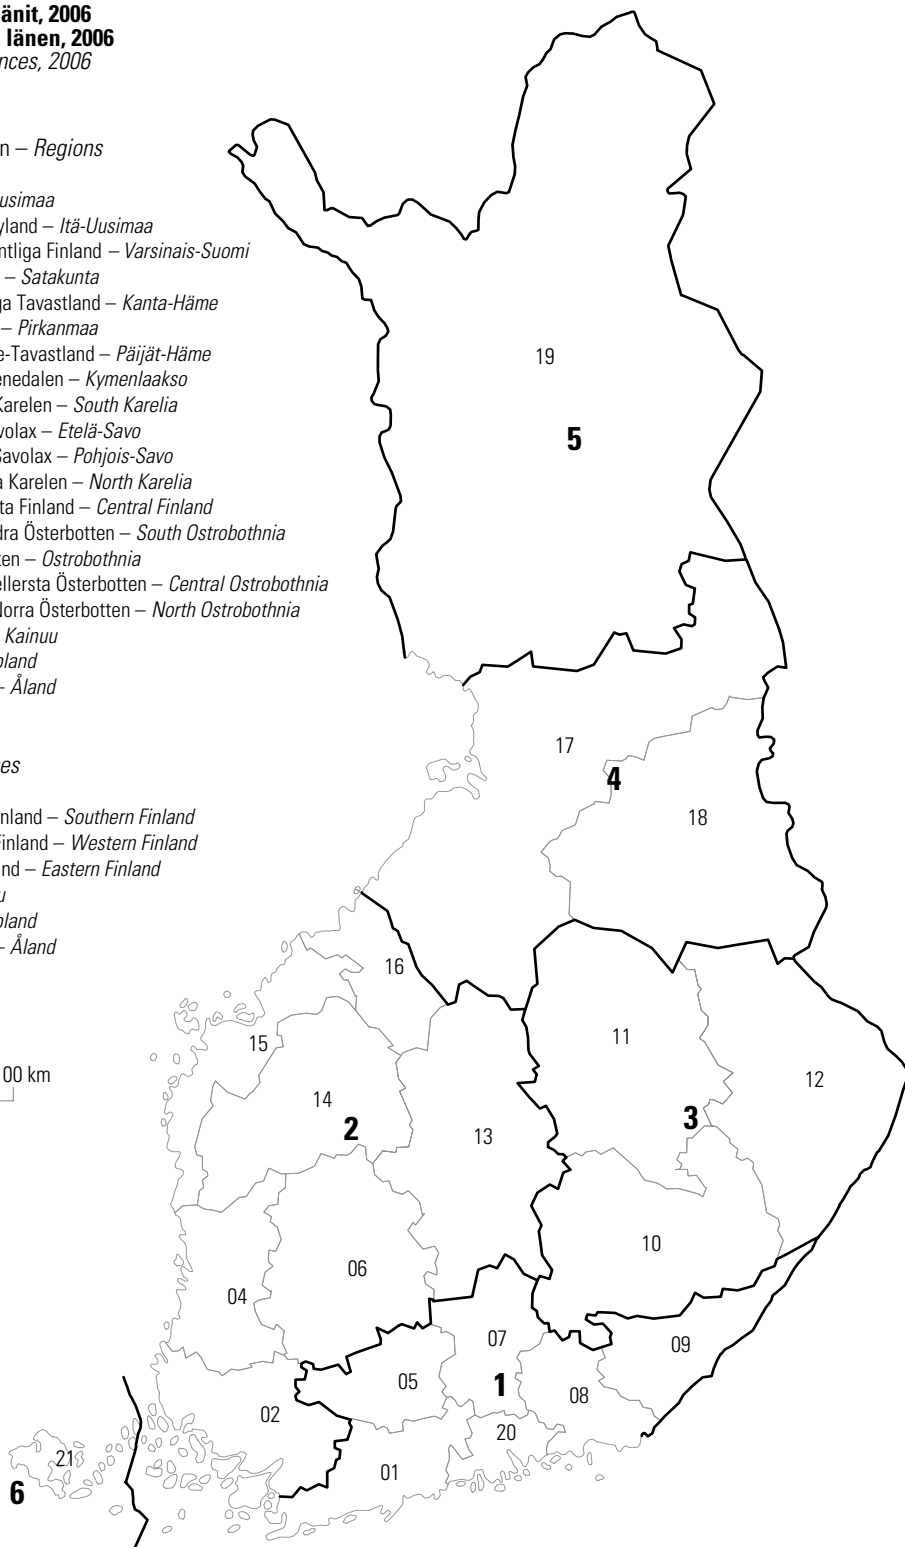 änit, 2006
länen, 2006
nces, 2006
n – Regions
usimaa
yland – Itä-Uusimaa
ntliga Finland – Varsinais-Suomi
– Satakunta
ga Tavastland – Kanta-Häme
– Pirkanmaa
e-Tavastland – Päijät-Häme
enedalen – Kymenlaakso
Karelen – South Karelia
volax – Etelä-Savo
Savolax – Pohjois-Savo
a Karelen – North Karelia
ta Finland – Central Finland
dra Österbotten – South Ostrobothnia
ten – Ostrobothnia
ellersta Österbotten – Central Ostrobothnia
Norra Österbotten – North Ostrobothnia
Kainuu
pland
– Åland
es
nland – Southern Finland
Finland – Western Finland
and – Eastern Finland
u
pland
– Åland
00 km
19
5
17
4
18
16
15
11
12
14
2
3
13
10
06
04
07
09
05
1
08
02
20
21
01
6